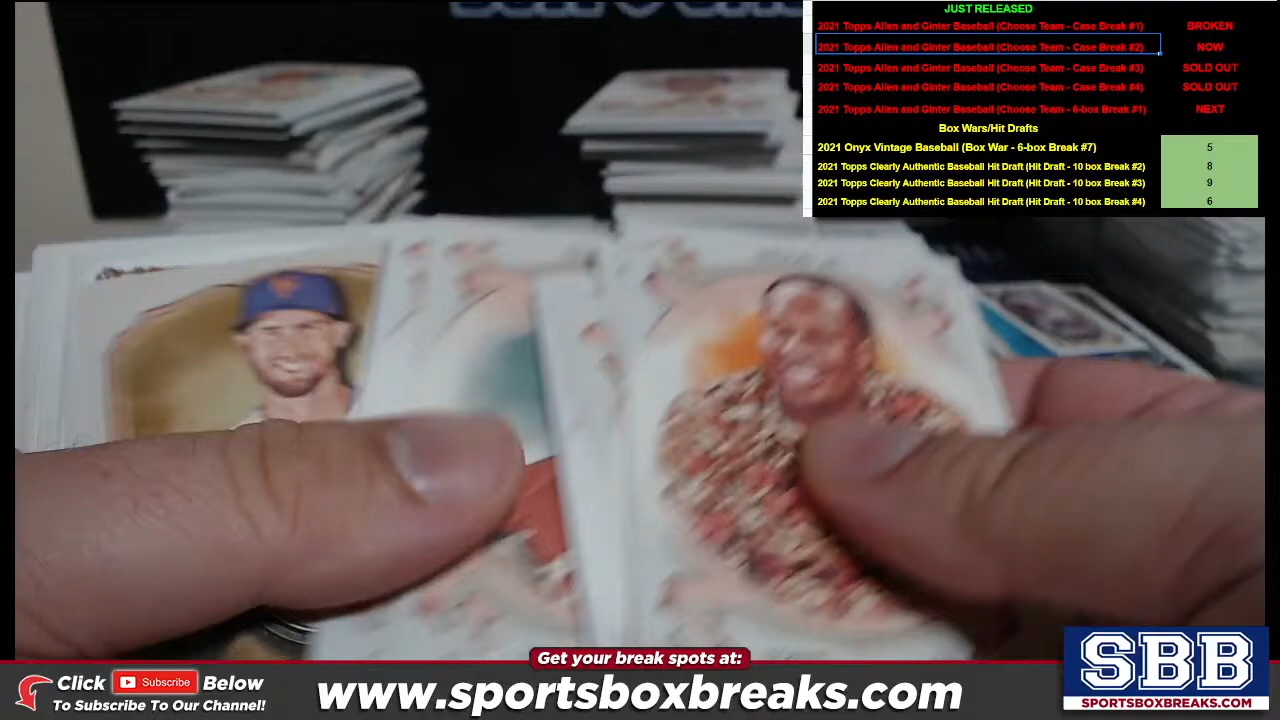 JUST RELEASED
2021 Topps Allen and Ginter Baseball (Choose Team - Case Break #1) BROKEN
2021 Topps Allen and Ginter Baseball (Choose Team - Case Break #2) NOW
2021 Topps Allen and Ginter Baseball (Choose Team - Case Break #3) SOLD OUT
2021 Topps Allen and Ginter Baseball (Choose Team - Case Break #4) SOLD OUT
2021 Topps Allen and Ginter Baseball (Choose Team - 6-box Break #1) NEXT
Box Wars/Hit Drafts
2021 Onyx Vintage Baseball (Box War - 6-box Break #7) 5
2021 Topps Clearly Authentic Baseball Hit Draft (Hit Draft - 10 box Break #2) 8
2021 Topps Clearly Authentic Baseball Hit Draft (Hit Draft - 10 box Break #3) 9
2021 Topps Clearly Authentic Baseball Hit Draft (Hit Draft - 10 box Break #4) 6
Get your break spots at:
Click Subscribe Below
To Subscribe To Our Channel!
www.sportsboxbreaks.com
SBB
SPORTSBOXBREAKS.COM